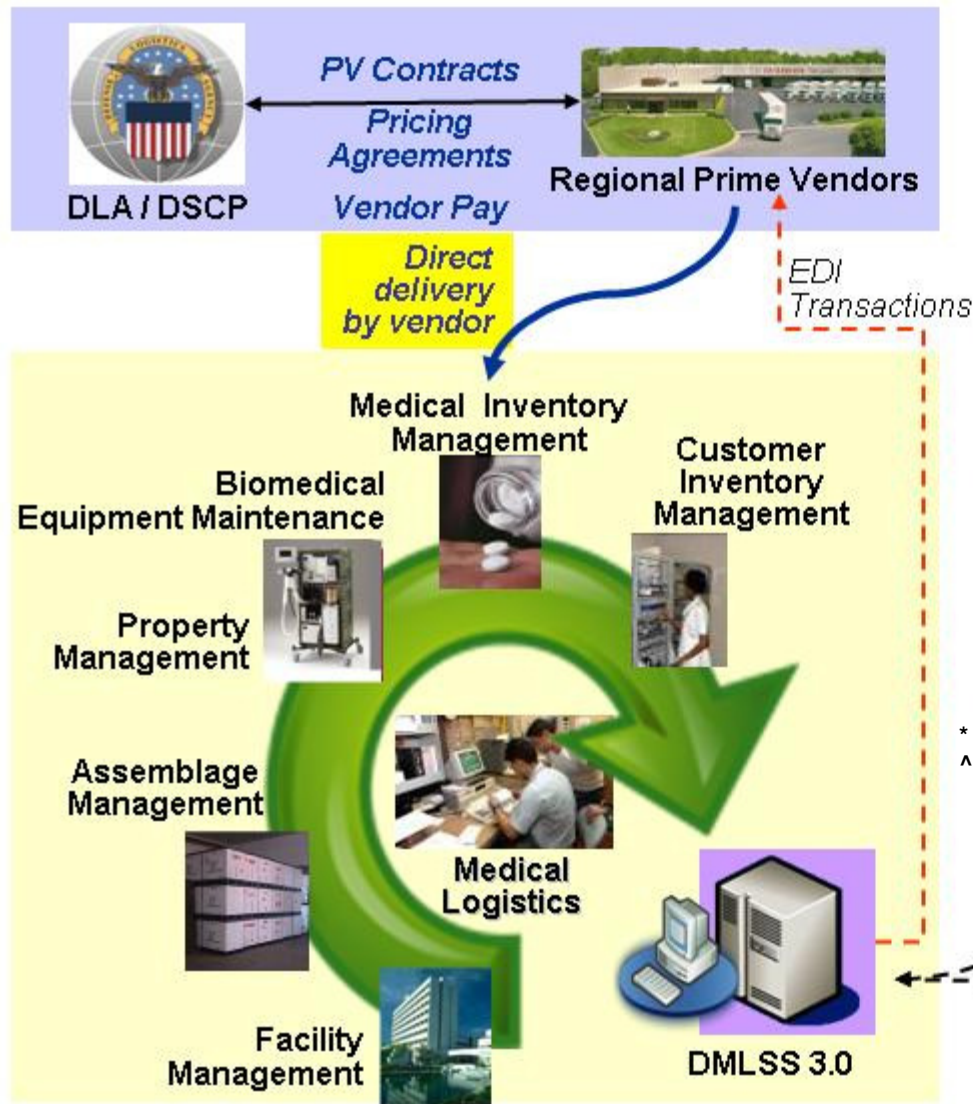 PV Contracts
Pricing
Agreements
Vendor Pay
DLA / DSCP
Regional Prime Vendors
Direct
delivery
by vendor
EDI
Transactions
Medical Inventory
Management
Customer
Inventory
Management
Biomedical
Equipment Maintenance
Property
Management
Assemblage
Management
Medical
Logistics
Facility
Management
DMLSS 3.0
*
^